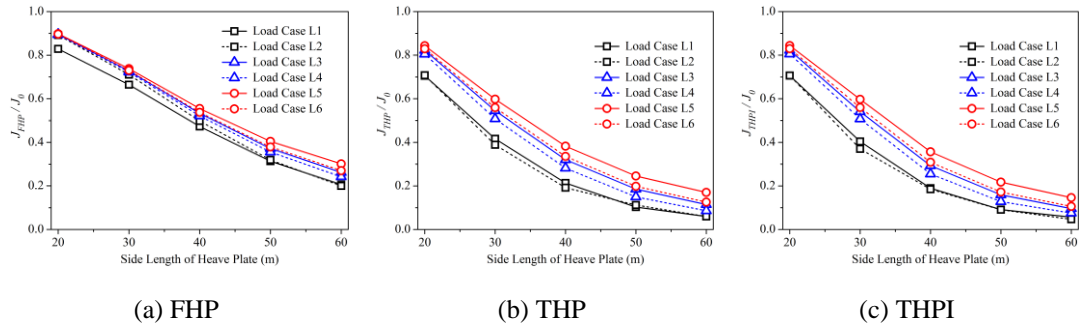 1.0
0.8
0.6
0.4
0.2
0.0
J_FHP / J_0
Load Case L1
Load Case L2
Load Case L3
Load Case L4
Load Case L5
Load Case L6
20 30 40 50 60
Side Length of Heave Plate (m)
(a) FHP
1.0
0.8
0.6
0.4
0.2
0.0
J_THP / J_0
Load Case L1
Load Case L2
Load Case L3
Load Case L4
Load Case L5
Load Case L6
20 30 40 50 60
Side Length of Heave Plate (m)
(b) THP
1.0
0.8
0.6
0.4
0.2
0.0
J_THPI / J_0
Load Case L1
Load Case L2
Load Case L3
Load Case L4
Load Case L5
Load Case L6
20 30 40 50 60
Side Length of Heave Plate (m)
(c) THPI